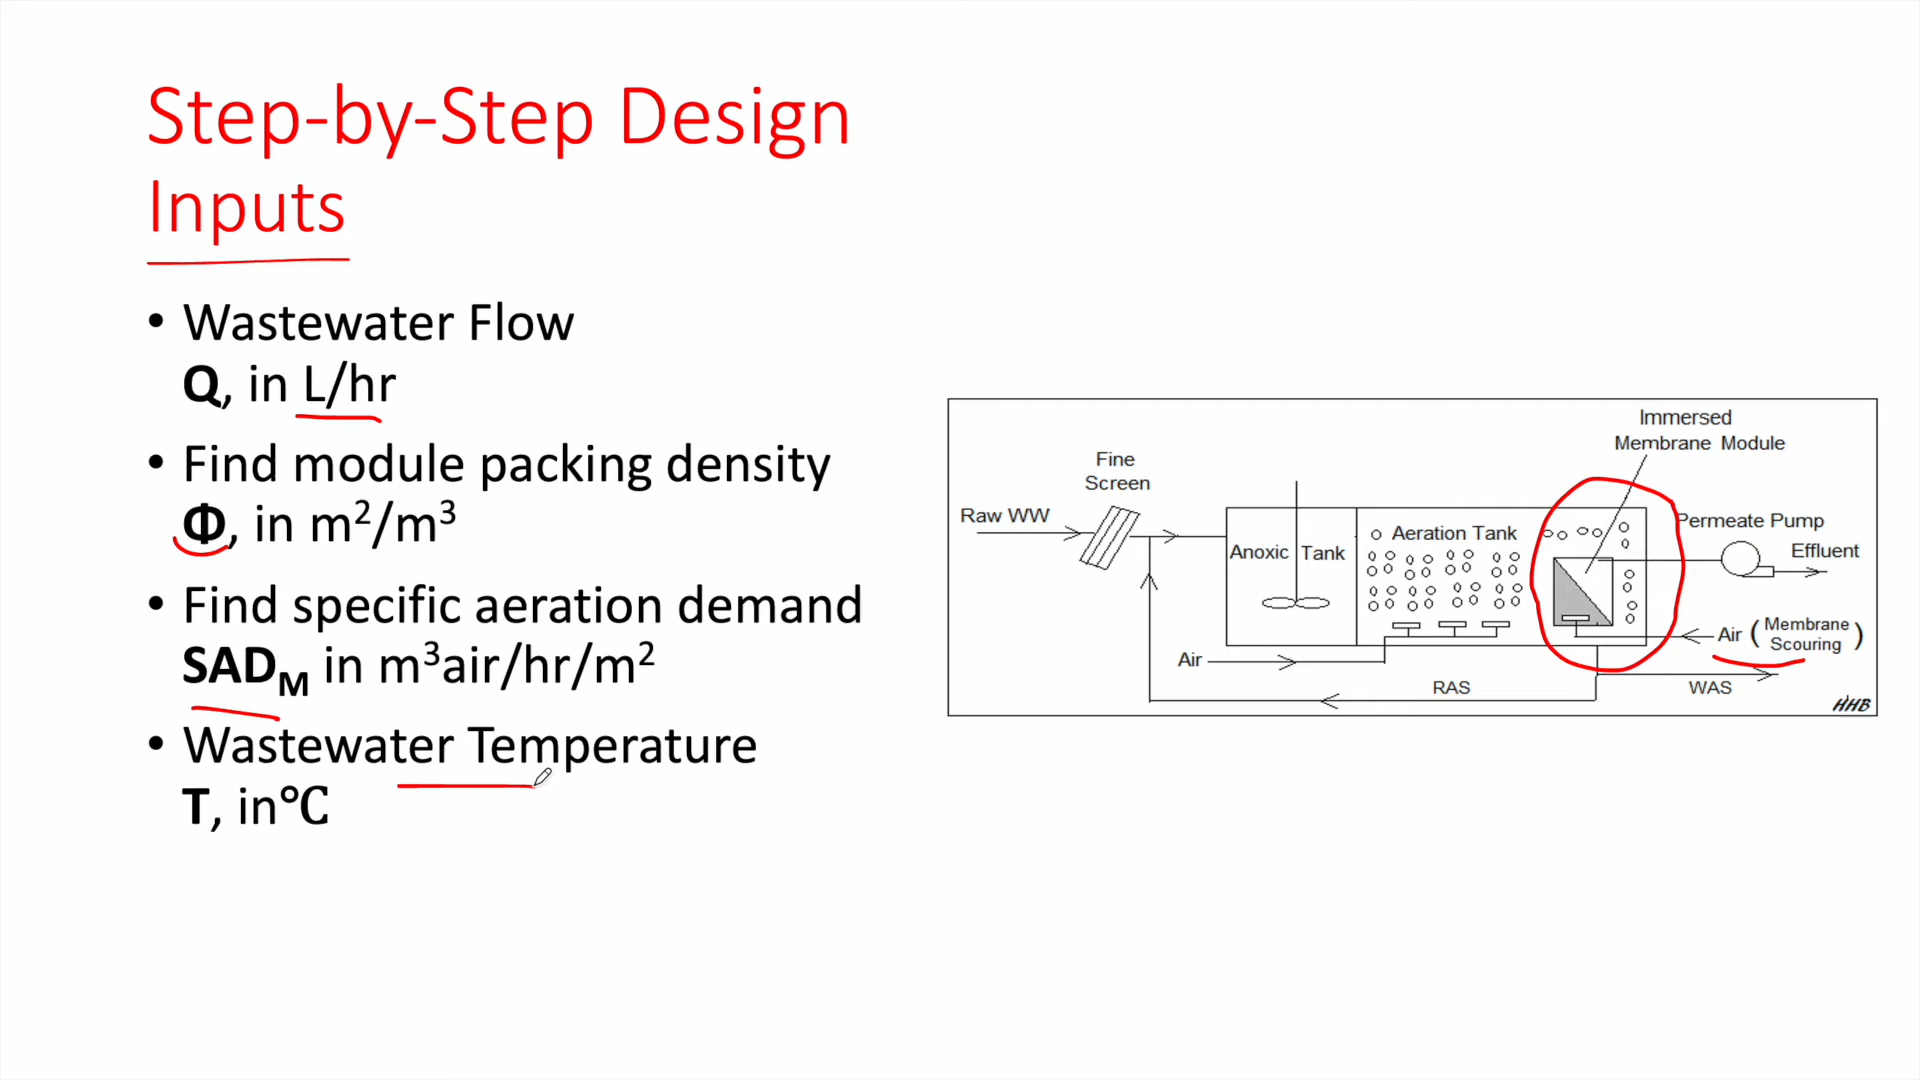 Step-by-Step Design
Inputs
• Wastewater Flow
Q, in L/hr
• Find module packing density
Φ, in m²/m³
• Find specific aeration demand
SAD_M in m³air/hr/m²
• Wastewater Temperature
T, in°C
Immersed
Membrane Module
Fine
Screen
Raw WW
Anoxic Tank
Aeration Tank
Permeate Pump
Effluent
Air
Air (Membrane Scouring)
RAS
WAS
HHB